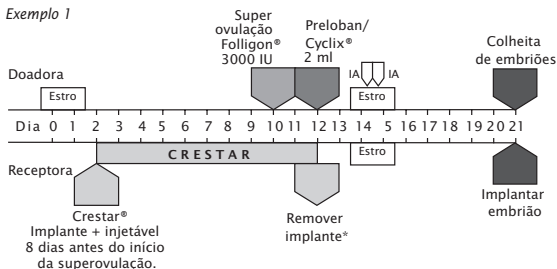 Exemplo 1
Super
ovulação
Folligon®
3000 IU
Preloban/
Cyclix®
2 ml
Colheita
de embriões
Doadora
IA IA
Estro
Estro
Dia 0 1 2 3 4 5 6 7 8 9 10 11 12 13 14 5 16 17 18 19 20 21
CRESTAR
Estro
Receptora
Crestar®
Implante + injetável
8 dias antes do início
da superovulação.
Remover
implante*
Implantar
embrião